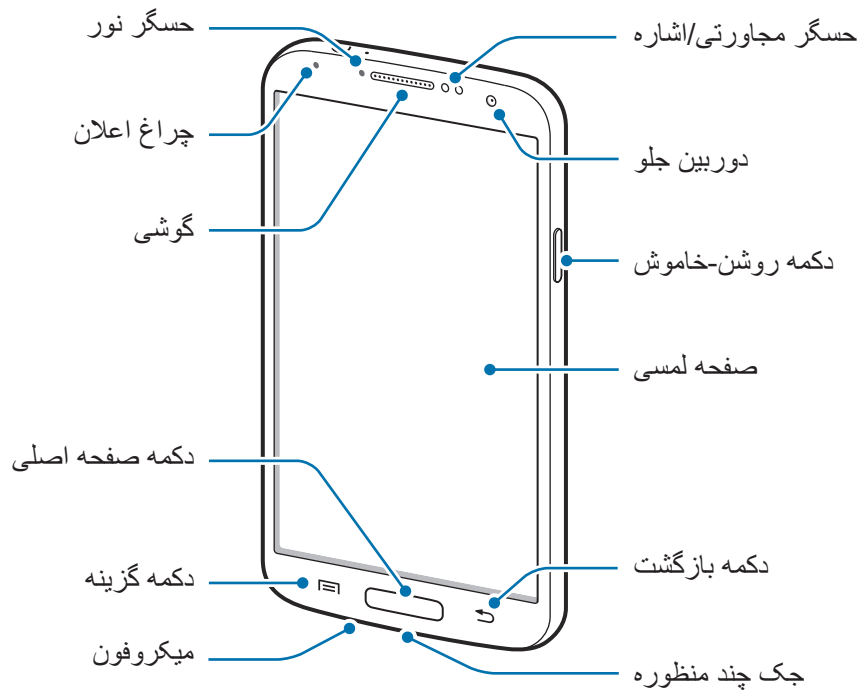 حسگر نور
حسگر مجاورتی/اشاره
چراغ اعلان
دوربین جلو
گوشی
دکمه روشن-خاموش
صفحه لمسی
دکمه صفحه اصلی
دکمه بازگشت
دکمه گزینه
میکروفون
جک چند منظوره